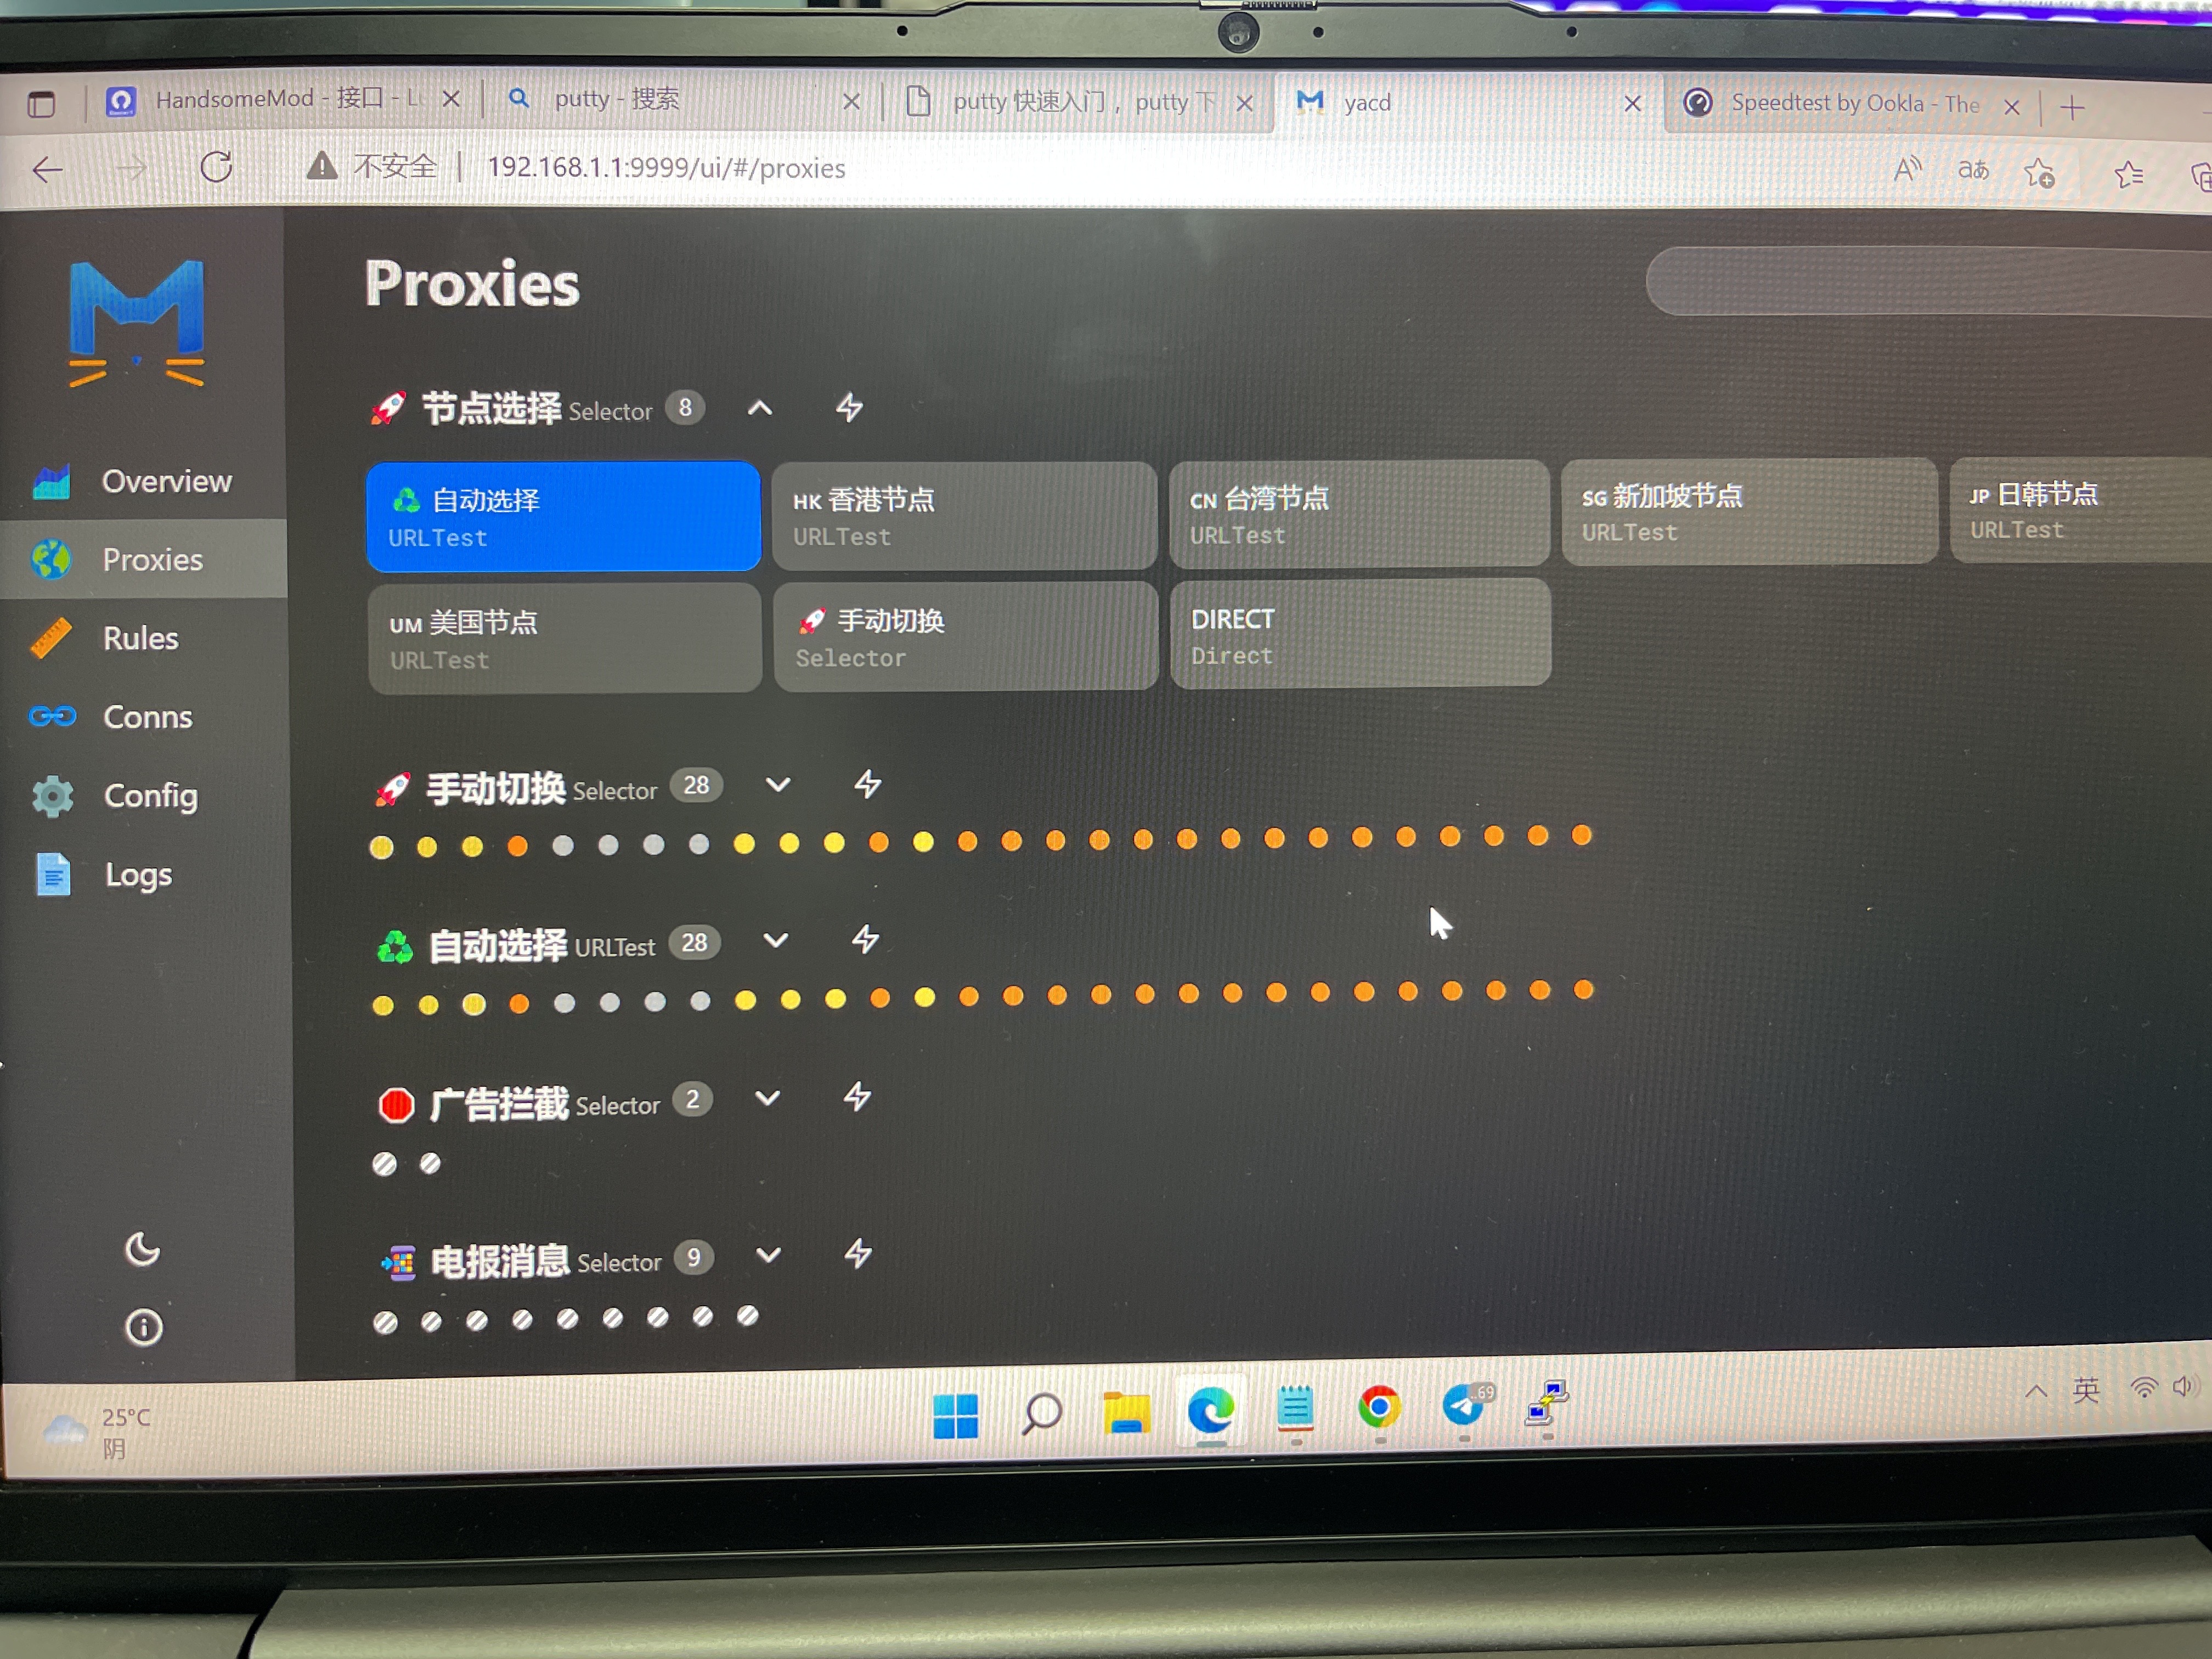 HandsomeMod - 接口 - L
putty - 搜索
putty 快速入门，putty 下
yacd
Speedtest by Ookla - The
不安全 | 192.168.1.1:9999/ui/#/proxies
aあ
Proxies
节点选择 Selector 8
自动选择
URLTest
HK 香港节点
URLTest
CN 台湾节点
URLTest
SG 新加坡节点
URLTest
JP 日韩节点
URLTest
UM 美国节点
URLTest
手动切换
Selector
DIRECT
Direct
手动切换 Selector 28
自动选择 URLTest 28
广告拦截 Selector 2
电报消息 Selector 9
Overview
Proxies
Rules
Conns
Config
Logs
25°C
阴
..69
英